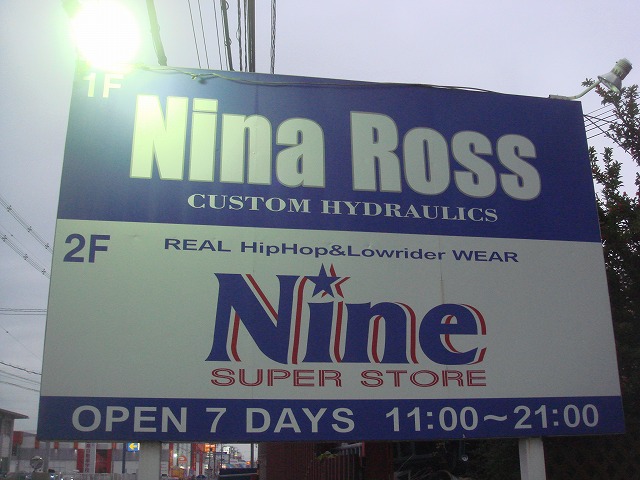 1F
Nina Ross
CUSTOM HYDRAULICS
2F
REAL HipHop&Lowrider WEAR
Nine
SUPER STORE
OPEN 7 DAYS 11:00～21:00